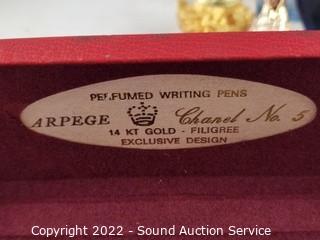 PERFUMED WRITING PENS
ARPEGE Chanel No. 5
14 KT GOLD - FILIGREE
EXCLUSIVE DESIGN
Copyright 2022 - Sound Auction Service